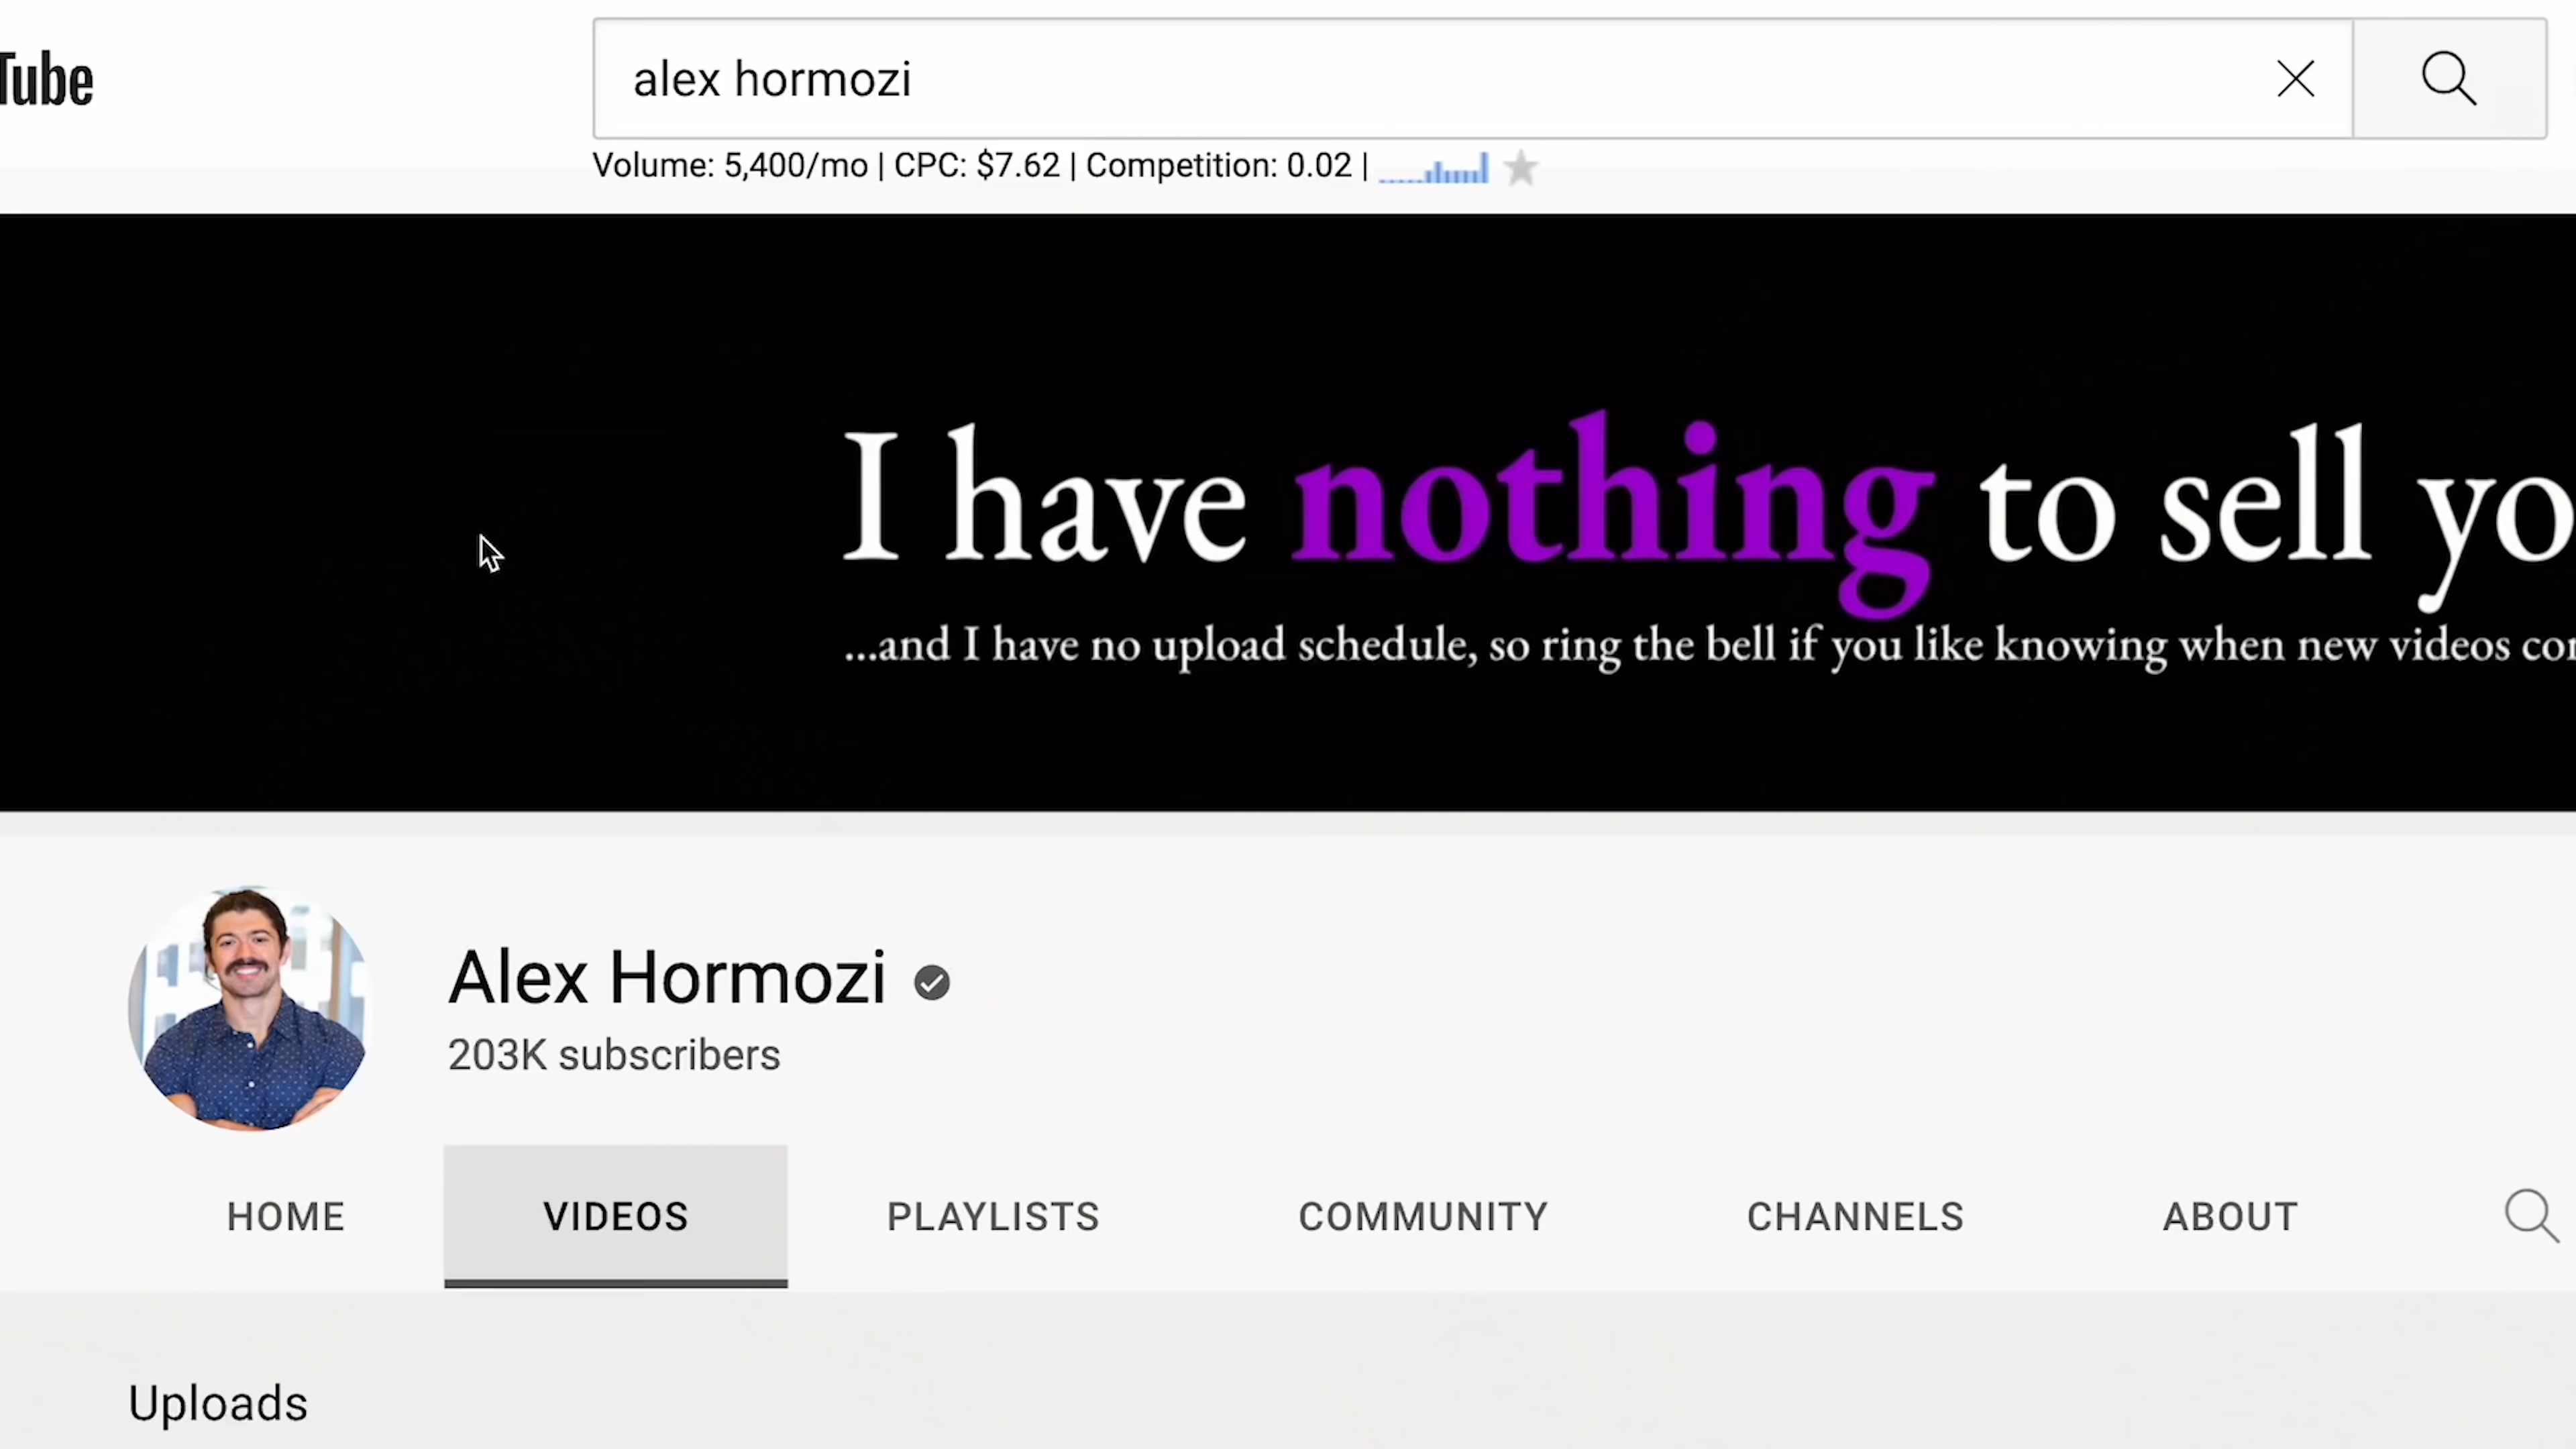 Tube
alex hormozi
Volume: 5,400/mo | CPC: $7.62 | Competition: 0.02 |
I have nothing to sell yo
...and I have no upload schedule, so ring the bell if you like knowing when new videos co
Alex Hormozi
203K subscribers
HOME VIDEOS PLAYLISTS COMMUNITY CHANNELS ABOUT
Uploads